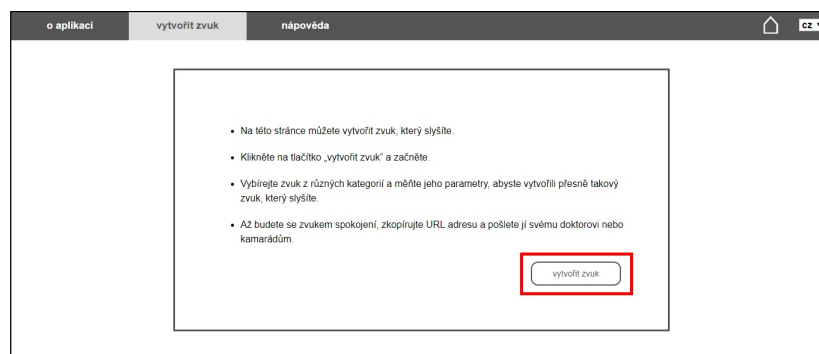 o aplikaci vytvořit zvuk nápověda cz
Na této stránce můžete vytvořit zvuk, který slyšíte.
Klikněte na tlačítko „vytvořit zvuk“ a začněte.
Vybírejte zvuk z různých kategorií a měňte jeho parametry, abyste vytvořili přesně takový
zvuk, který slyšíte.
Až budete se zvukem spokojení, zkopírujte URL adresu a pošlete jí svému doktorovi nebo
kamarádům.
vytvořit zvuk